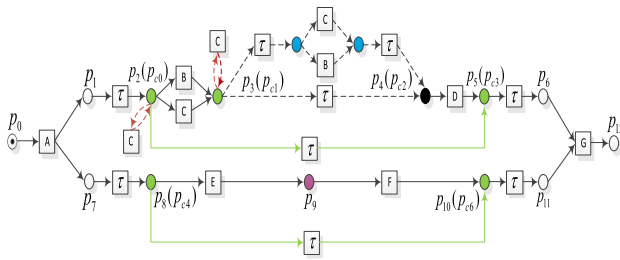 C
C
τ
τ
B
p₁
p₂(pc0)
p₃(pc1)
p₄(pc2)
p₅(pc3)
p₆
τ
B
C
τ
D
τ
p₀
A
C
τ
G
p₇
τ
E
F
τ
p₈(pc4)
p₉
p₁₀(pc6)
p₁₁
τ